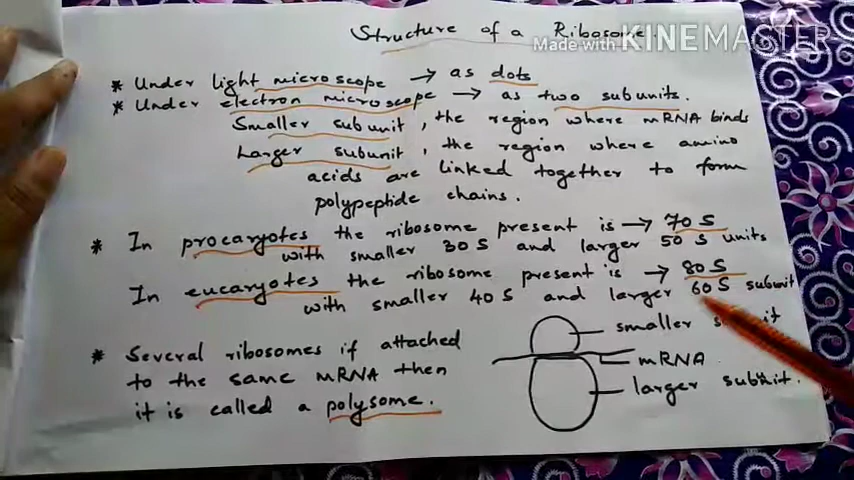 Structure of a Ribosome.
Made with KINEMASTER
* Under light microscope → as dots
* Under electron microscope → as two subunits.
Smaller subunit, the region where mRNA binds
Larger subunit, the region where amino
acids are linked together to form
polypeptide chains.
* In procaryotes the ribosome present is → 70 S
with smaller 30 S and larger 50 S units
In eucaryotes the ribosome present is → 80 S
with smaller 40 S and larger 60 S subunit
* Several ribosomes if attached
to the same mRNA then
it is called a polysome.
smaller
mRNA
larger subunit.